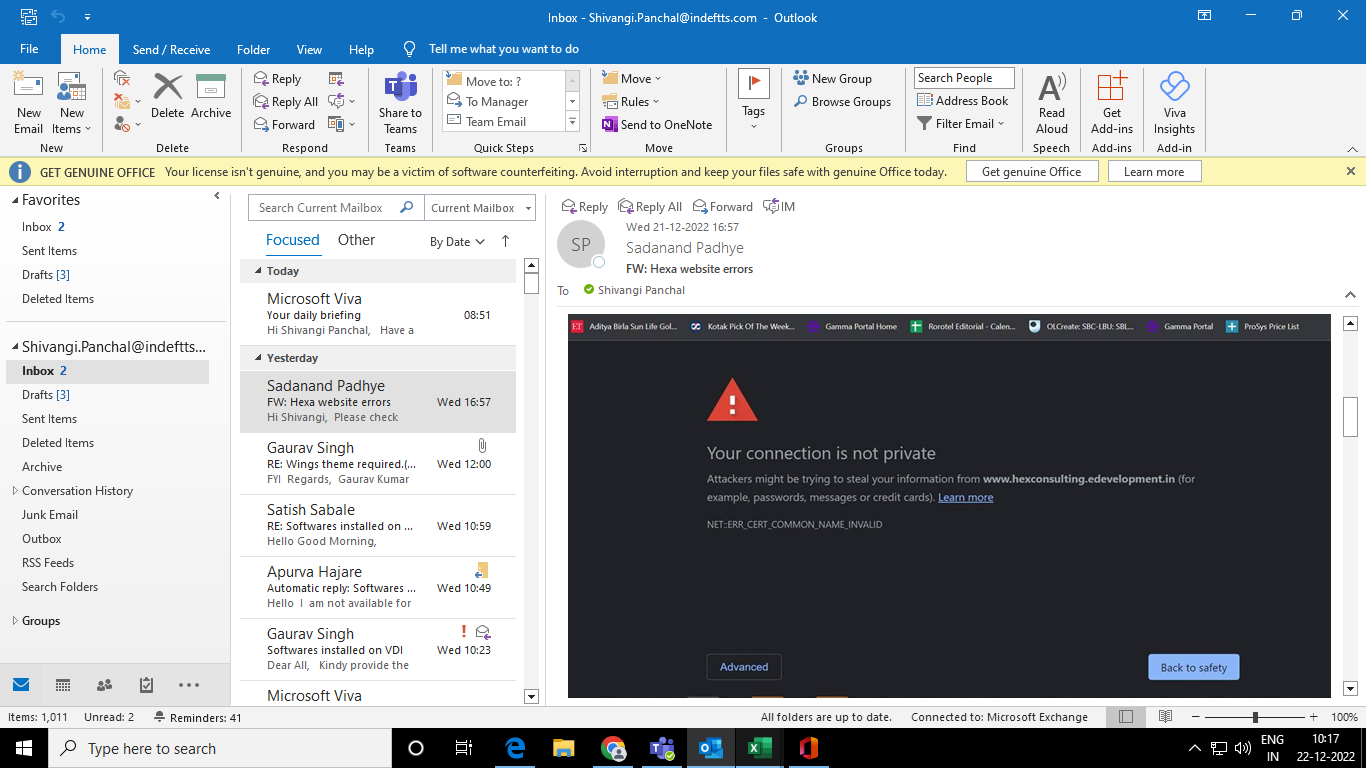 Inbox - Shivangi.Panchal@indeftts.com - Outlook
File Home Send / Receive Folder View Help Tell me what you want to do
New Email
New Items
New
Delete
Archive
Delete
Reply
Reply All
Forward
Respond
Share to Teams
Teams
Move to: ?
To Manager
Team Email
Quick Steps
Move
Rules
Send to OneNote
Move
Tags
New Group
Browse Groups
Groups
Search People
Address Book
Filter Email
Find
Read Aloud
Speech
Get Add-ins
Add-ins
Viva Insights
Add-in
GET GENUINE OFFICE Your license isn't genuine, and you may be a victim of software counterfeiting. Avoid interruption and keep your files safe with genuine Office today. Get genuine Office Learn more
Favorites
Inbox 2
Sent Items
Drafts [3]
Deleted Items
Shivangi.Panchal@indeftts...
Inbox 2
Drafts [3]
Sent Items
Deleted Items
Archive
Conversation History
Junk Email
Outbox
RSS Feeds
Search Folders
Groups
Search Current Mailbox Current Mailbox
Focused Other By Date
Today
Microsoft Viva
Your daily briefing 08:51
Hi Shivangi Panchal, Have a
Yesterday
Sadanand Padhye
FW: Hexa website errors Wed 16:57
Hi Shivangi, Please check
Gaurav Singh
RE: Wings theme required.(... Wed 12:00
FYI Regards, Gaurav Kumar
Satish Sabale
RE: Softwares installed on ... Wed 10:59
Hello Good Morning,
Apurva Hajare
Automatic reply: Softwares ... Wed 10:49
Hello I am not available for
Gaurav Singh
Softwares installed on VDI Wed 10:23
Dear All, Kindy provide the
Microsoft Viva
Reply Reply All Forward IM
Wed 21-12-2022 16:57
SP
Sadanand Padhye
FW: Hexa website errors
To Shivangi Panchal
ET Aditya Birla Sun Life Gol... Kotak Pick Of The Week... Gamma Portal Home Rorotel Editorial - Calen... OLCreate: SBC-LBU: SBL... Gamma Portal ProSys Price List
Your connection is not private
Attackers might be trying to steal your information from www.hexconsulting.edevelopment.in (for
example, passwords, messages or credit cards). Learn more
NET::ERR_CERT_COMMON_NAME_INVALID
Advanced Back to safety
Items: 1,011 Unread: 2 Reminders: 41 All folders are up to date. Connected to: Microsoft Exchange 100%
Type here to search
ENG
IN
10:17
22-12-2022